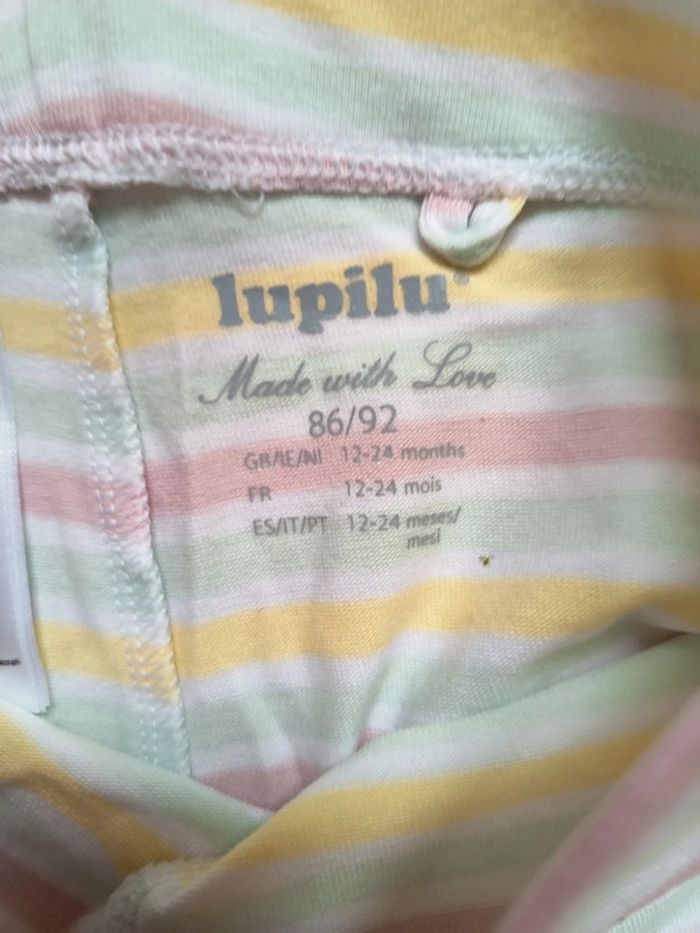 lupilu®
Made with Love
86/92
GB/IE/NI 12-24 months
FR 12-24 mois
ES/IT/PT 12-24 meses/
mesi